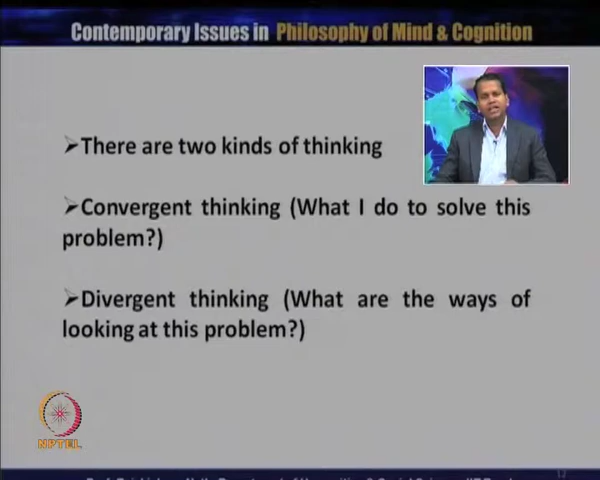 Contemporary Issues in Philosophy of Mind & Cognition
➢There are two kinds of thinking
➢Convergent thinking (What I do to solve this
problem?)
➢Divergent thinking (What are the ways of
looking at this problem?)
NPTEL
17